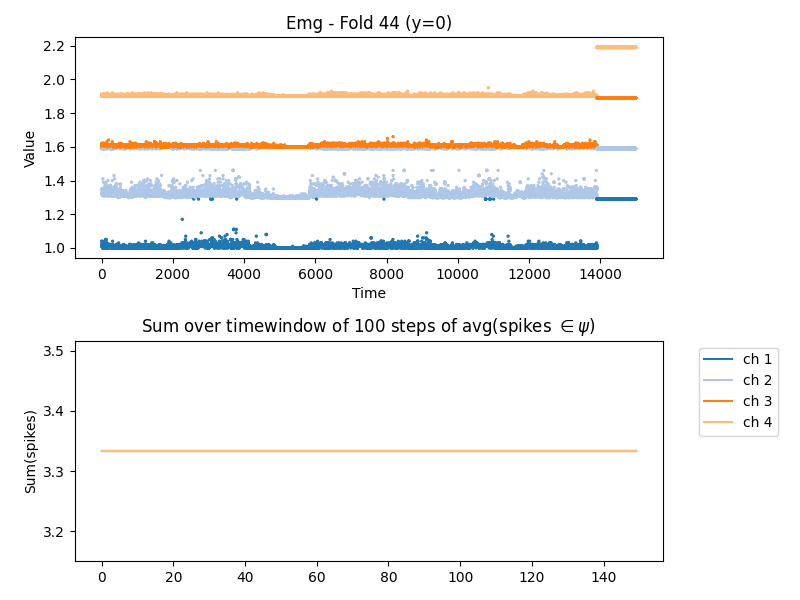 Emg - Fold 44 (y=0)
2.2
2.0
1.8
1.6
1.4
1.2
1.0
Value
0 2000 4000 6000 8000 10000 12000 14000
Time
Sum over timewindow of 100 steps of avg(spikes ∈ψ)
3.5
3.4
3.3
3.2
Sum(spikes)
0 20 40 60 80 100 120 140
ch 1
ch 2
ch 3
ch 4